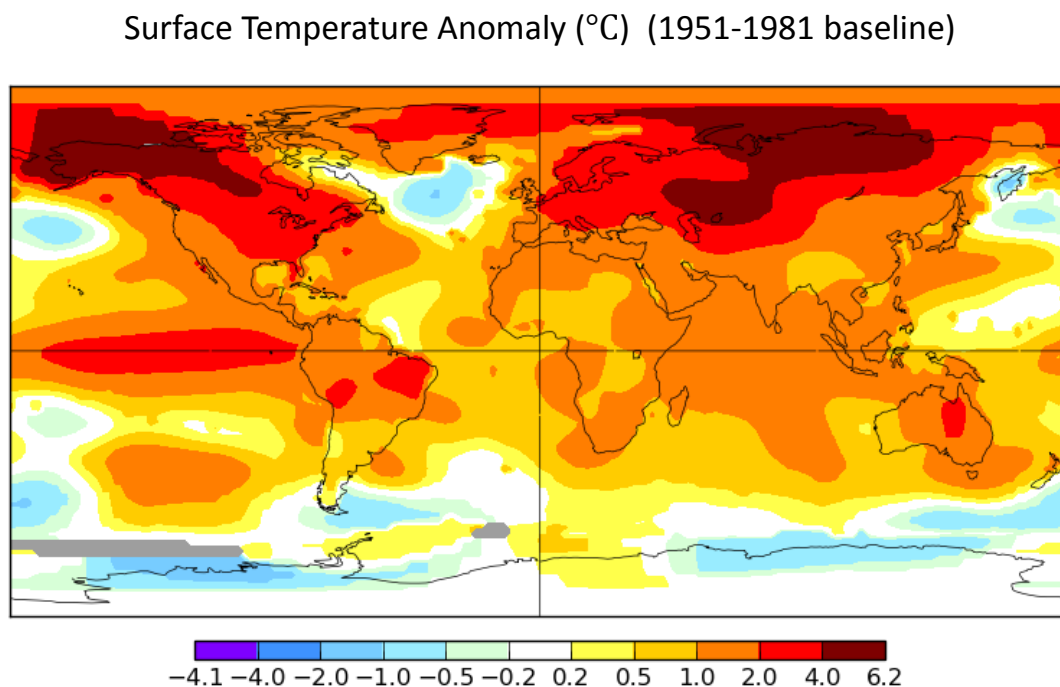 Surface Temperature Anomaly (°C) (1951-1981 baseline)
−4.1 −4.0 −2.0 −1.0 −0.5 −0.2 0.2 0.5 1.0 2.0 4.0 6.2